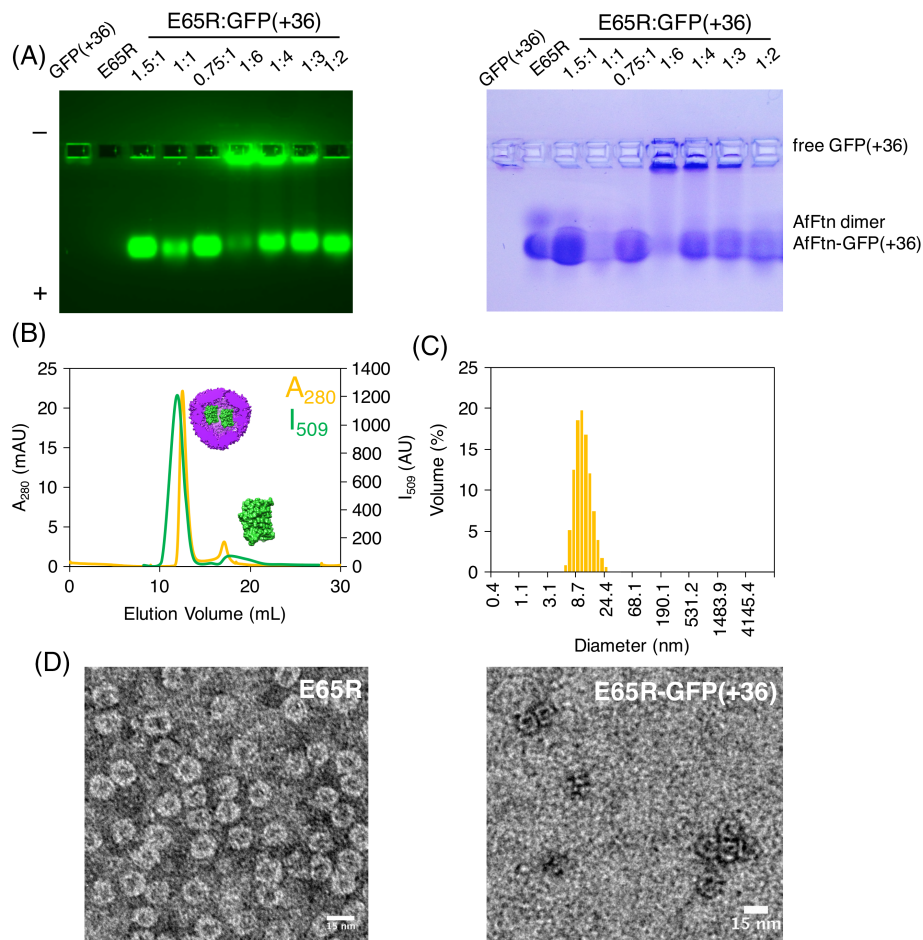 (A)
E65R:GFP(+36)
GFP(+36) E65R 1.5:1 1:1 0.75:1 1:6 1:4 1:3 1:2
–
+
E65R:GFP(+36)
GFP(+36) E65R 1.5:1 1:1 0.75:1 1:6 1:4 1:3 1:2
free GFP(+36)
AfFtn dimer
AfFtn-GFP(+36)
(B)
A280
I509
A280 (mAU)
25
20
15
10
5
0
1400
1200
1000
800
600
400
200
0
I509 (AU)
0 10 20 30
Elution Volume (mL)
(C)
Volume (%)
25
20
15
10
5
0
0.4 1.1 3.1 8.7 24.4 68.1 190.1 531.2 1483.9 4145.4
Diameter (nm)
(D)
E65R
15 nm
E65R-GFP(+36)
15 nm